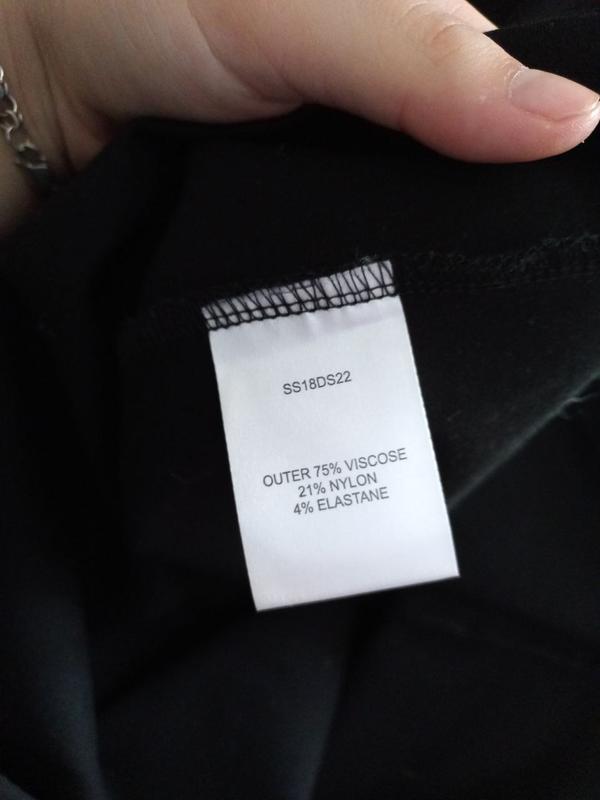 SS18DS22
OUTER 75% VISCOSE
21% NYLON
4% ELASTANE